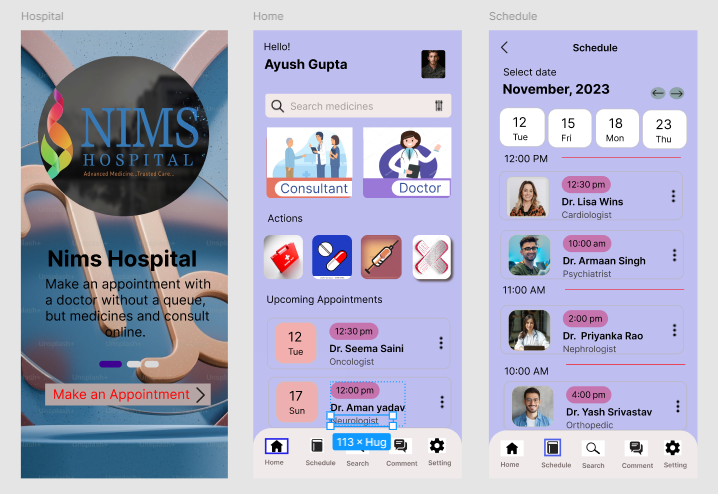 Hospital
NIMS
HOSPITAL
Advanced Medicine...Trusted Care...
Nims Hospital
Make an appointment with
a doctor without a queue,
but medicines and consult
online.
Make an Appointment
Home
Hello!
Ayush Gupta
Search medicines
Consultant
Doctor
Actions
Upcoming Appointments
12
Tue
12:30 pm
Dr. Seema Saini
Oncologist
17
Sun
12:00 pm
Dr. Aman yadav
Neurologist
113 × Hug
Home
Schedule
Search
Comment
Setting
Schedule
Schedule
Select date
November, 2023
12
Tue
15
Fri
18
Mon
23
Thu
12:00 PM
12:30 pm
Dr. Lisa Wins
Cardiologist
10:00 am
Dr. Armaan Singh
Psychiatrist
11:00 AM
2:00 pm
Dr. Priyanka Rao
Nephrologist
10:00 AM
4:00 pm
Dr. Yash Srivastav
Orthopedic
Home
Schedule
Search
Comment
Setting